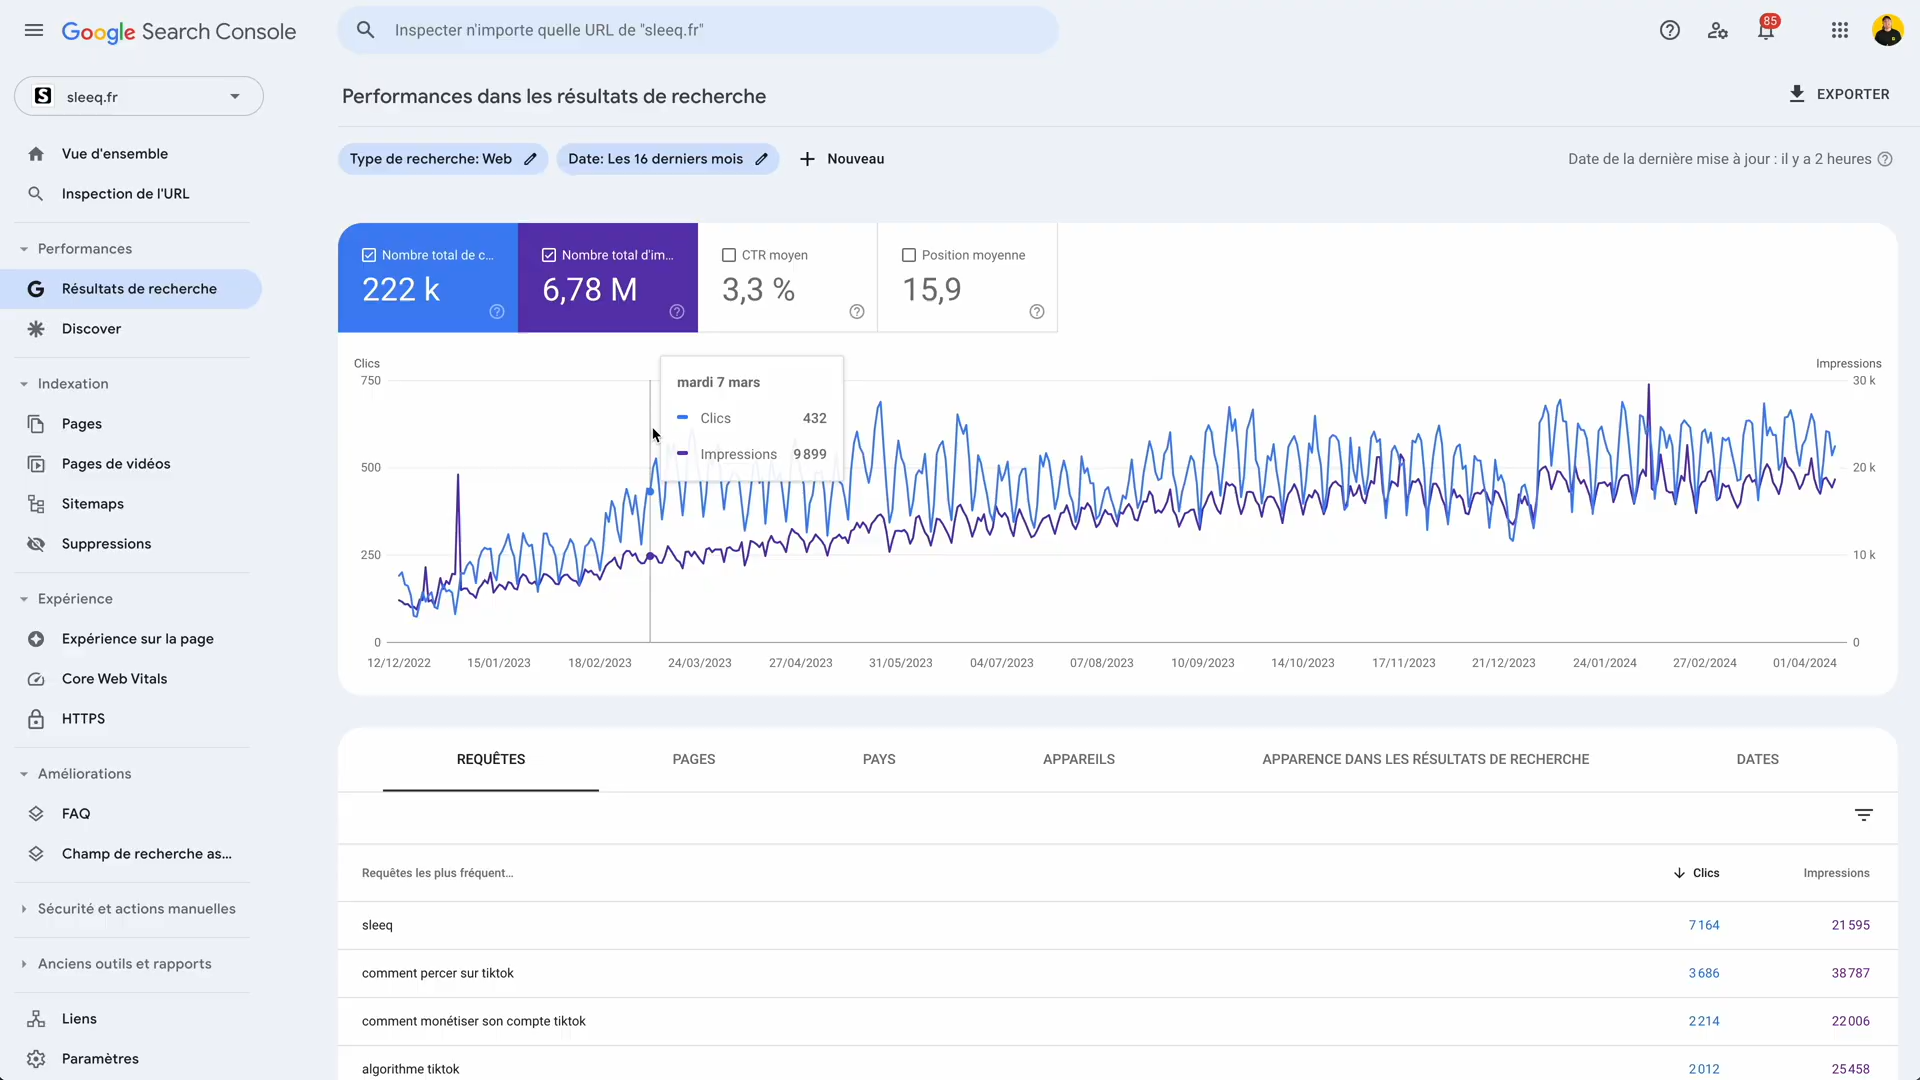 Google Search Console
Inspecter n'importe quelle URL de "sleeq.fr"
85
S
sleeq.fr
Performances dans les résultats de recherche
EXPORTER
Type de recherche: Web
Date: Les 16 derniers mois
Nouveau
Date de la dernière mise à jour : il y a 2 heures
Vue d'ensemble
Inspection de l'URL
Performances
Résultats de recherche
Discover
Indexation
Pages
Pages de vidéos
Sitemaps
Suppressions
Expérience
Expérience sur la page
Core Web Vitals
HTTPS
Améliorations
FAQ
Champ de recherche as...
Sécurité et actions manuelles
Anciens outils et rapports
Liens
Paramètres
Nombre total de c...
222 k
Nombre total d'im...
6,78 M
CTR moyen
3,3 %
Position moyenne
15,9
Clics
Impressions
750
500
250
0
30 k
20 k
10 k
0
mardi 7 mars
Clics 432
Impressions 9 899
12/12/2022 15/01/2023 18/02/2023 24/03/2023 27/04/2023 31/05/2023 04/07/2023 07/08/2023 10/09/2023 14/10/2023 17/11/2023 21/12/2023 24/01/2024 27/02/2024 01/04/2024
REQUÊTES PAGES PAYS APPAREILS APPARENCE DANS LES RÉSULTATS DE RECHERCHE DATES
Requêtes les plus fréquent... Clics Impressions
sleeq 7 164 21 595
comment percer sur tiktok 3 686 38 787
comment monétiser son compte tiktok 2 214 22 006
algorithme tiktok 2 012 25 458